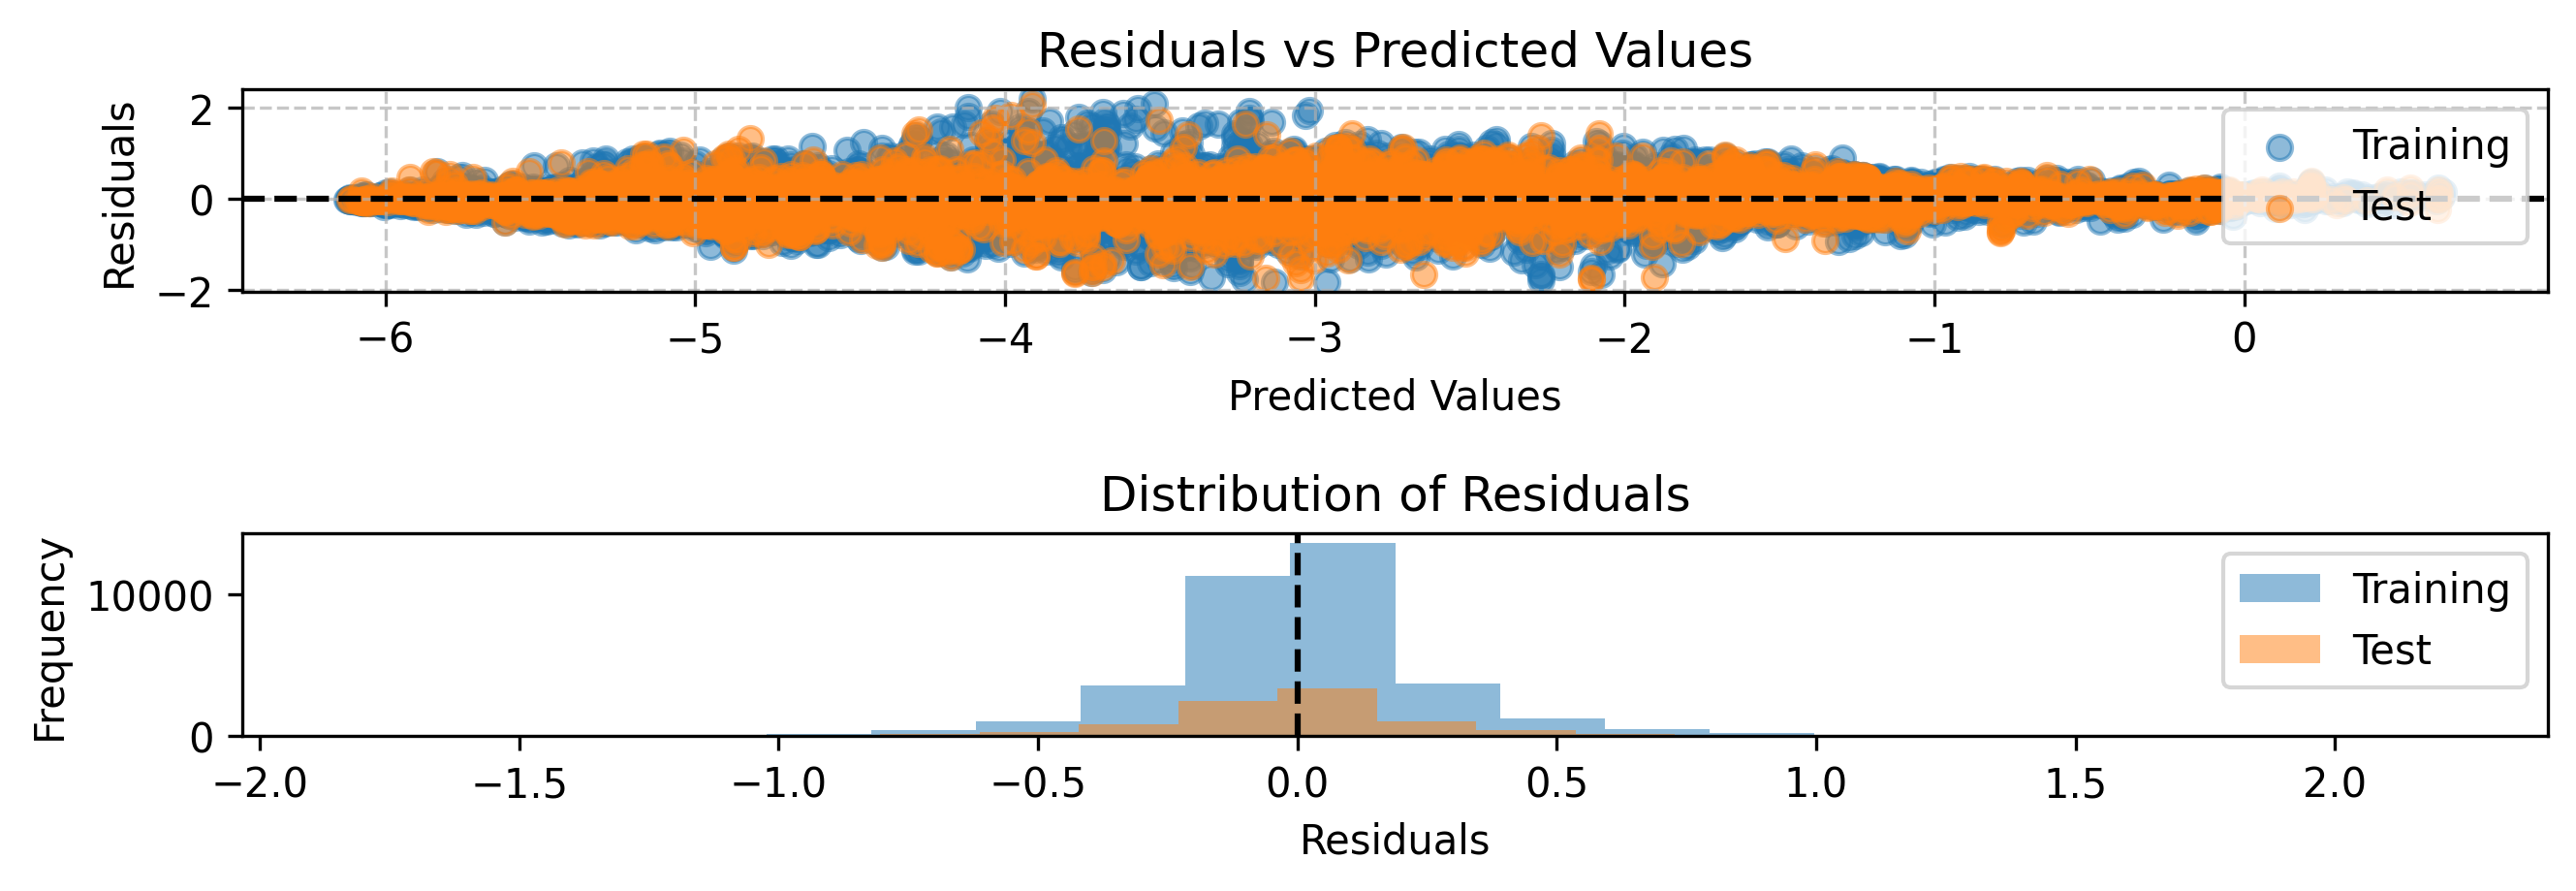 Residuals vs Predicted Values
Residuals
2
0
−2
Training
Test
−6 −5 −4 −3 −2 −1 0
Predicted Values
Distribution of Residuals
Frequency
10000
0
Training
Test
−2.0 −1.5 −1.0 −0.5 0.0 0.5 1.0 1.5 2.0
Residuals